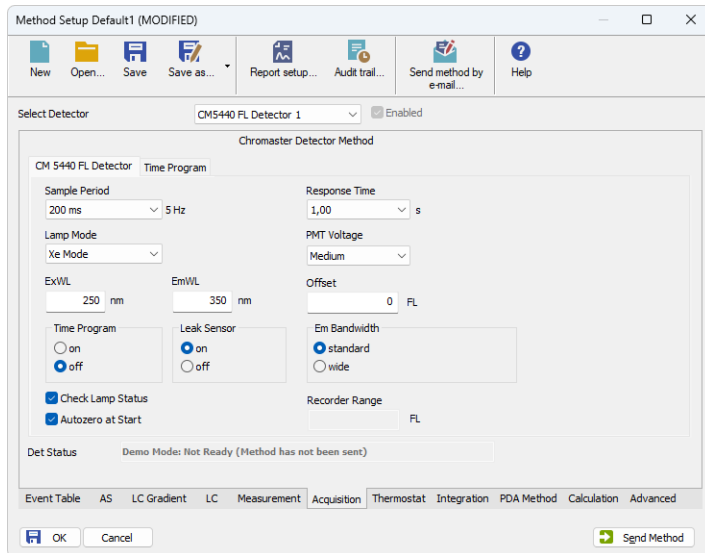 Method Setup Default1 (MODIFIED)
New Open... Save Save as... Report setup... Audit trail... Send method by e-mail... Help
Select Detector CM5440 FL Detector 1 Enabled
Chromaster Detector Method
CM 5440 FL Detector Time Program
Sample Period Response Time
200 ms 5 Hz 1,00 s
Lamp Mode PMT Voltage
Xe Mode Medium
ExWL EmWL Offset
250 nm 350 nm 0 FL
Time Program Leak Sensor Em Bandwidth
on on standard
off off wide
Check Lamp Status Recorder Range
Autozero at Start FL
Det Status Demo Mode: Not Ready (Method has not been sent)
Event Table AS LC Gradient LC Measurement Acquisition Thermostat Integration PDA Method Calculation Advanced
OK Cancel Send Method